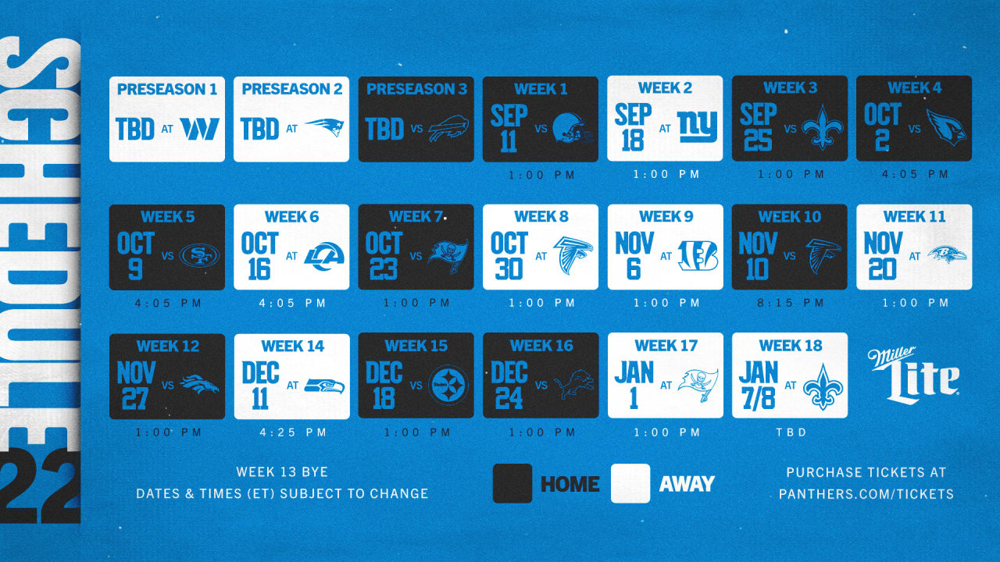 SCHEDULE
22
PRESEASON 1
TBD AT W
PRESEASON 2
TBD AT
PRESEASON 3
TBD VS
WEEK 1
SEP
11
VS
1:00 PM
WEEK 2
SEP
18
AT
ny
1:00 PM
WEEK 3
SEP
25
VS
1:00 PM
WEEK 4
OCT
2
VS
4:05 PM
WEEK 5
OCT
9
VS
SF
4:05 PM
WEEK 6
OCT
16
AT
4:05 PM
WEEK 7
OCT
23
VS
1:00 PM
WEEK 8
OCT
30
AT
1:00 PM
WEEK 9
NOV
6
AT
B
1:00 PM
WEEK 10
NOV
10
VS
8:15 PM
WEEK 11
NOV
20
AT
B
1:00 PM
WEEK 12
NOV
27
VS
1:00 PM
WEEK 14
DEC
11
AT
4:25 PM
WEEK 15
DEC
18
VS
Steelers
1:00 PM
WEEK 16
DEC
24
VS
1:00 PM
WEEK 17
JAN
1
AT
1:00 PM
WEEK 18
JAN
7/8
AT
TBD
Miller
Lite
WEEK 13 BYE
DATES & TIMES (ET) SUBJECT TO CHANGE
HOME
AWAY
PURCHASE TICKETS AT
PANTHERS.COM/TICKETS